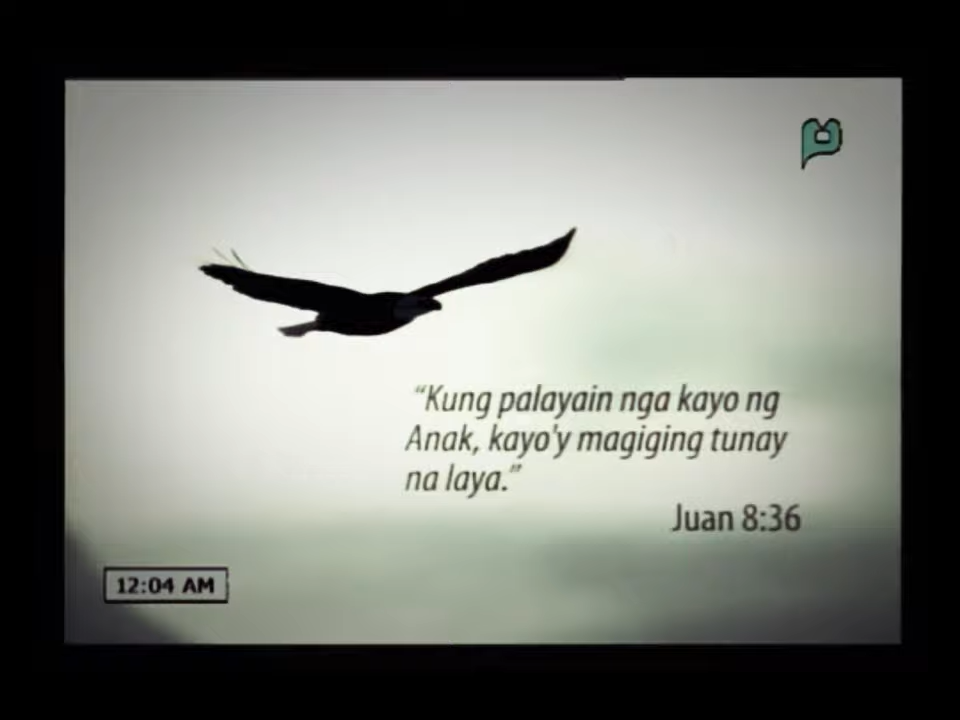 “Kung palayain nga kayo ng
Anak, kayo'y magiging tunay
na laya.”
Juan 8:36
12:04 AM